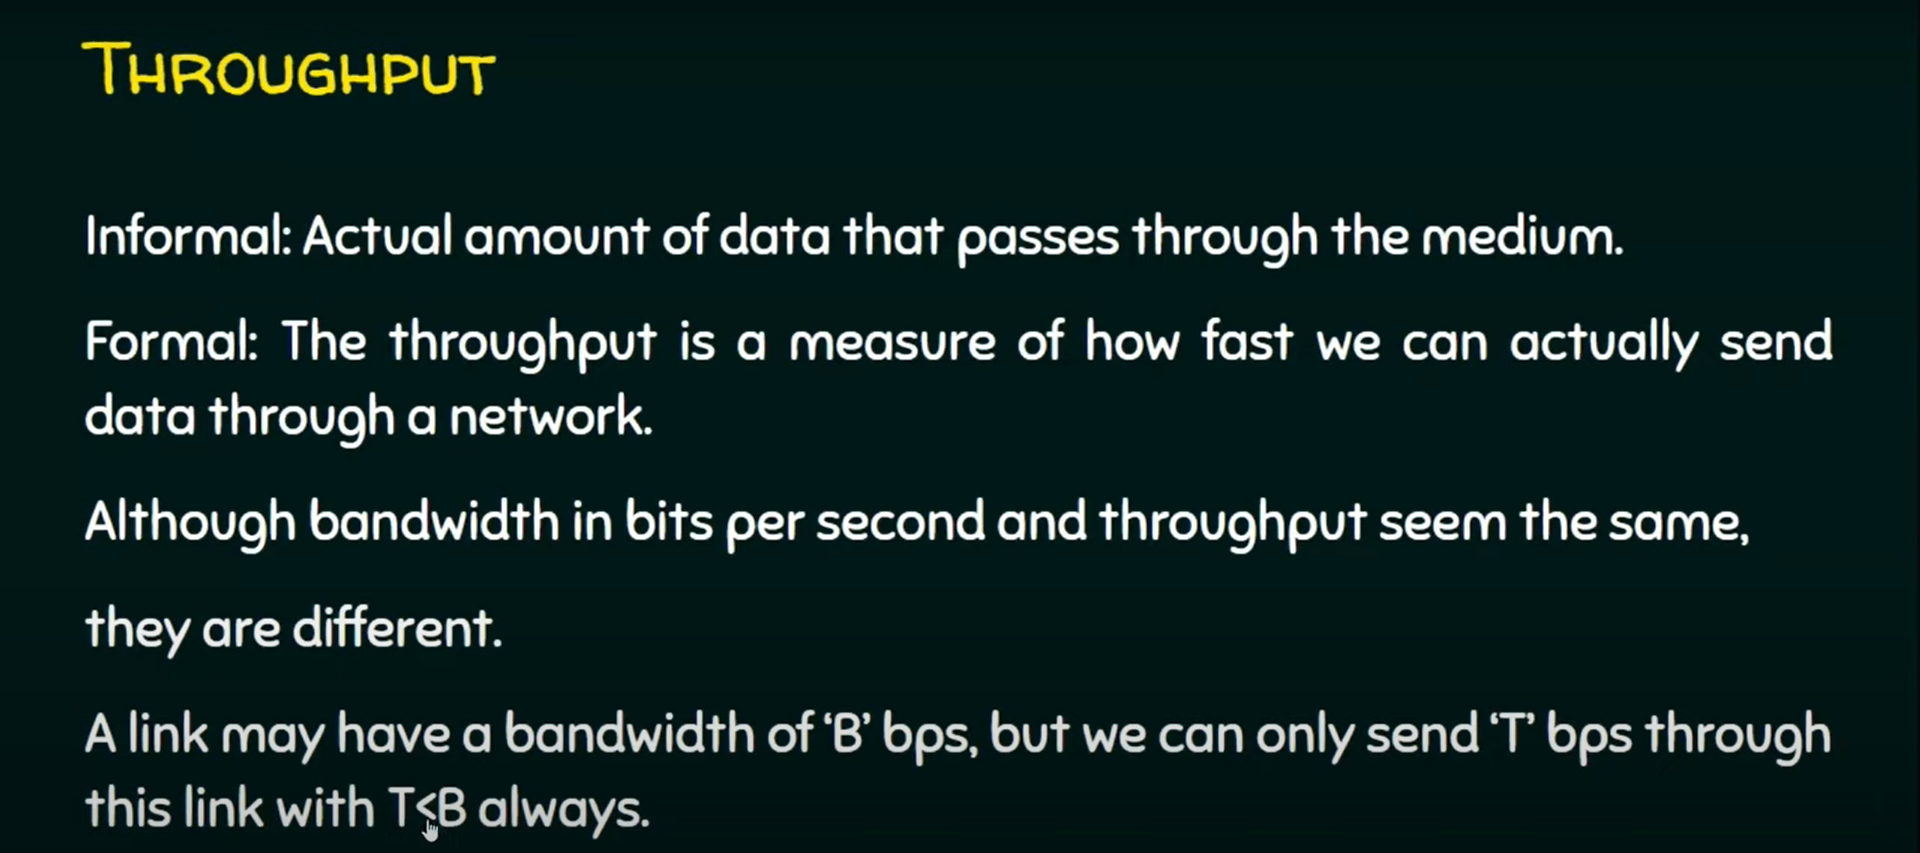 THROUGHPUT
Informal: Actual amount of data that passes through the medium.
Formal: The throughput is a measure of how fast we can actually send
data through a network.
Although bandwidth in bits per second and throughput seem the same,
they are different.
A link may have a bandwidth of ‘B’ bps, but we can only send ‘T’ bps through
this link with T<B always.